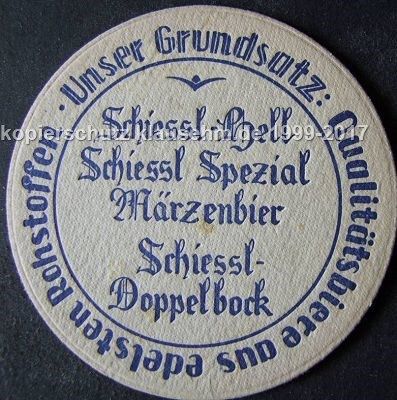 Unser Grundsatz: Qualitätsbiere aus edelsten Rohstoffen ·
Schiessl-Hell
kopierschutz klausehm.de 1999-2017
Schiessl Spezial
Märzenbier
Schiessl-
Doppelbock